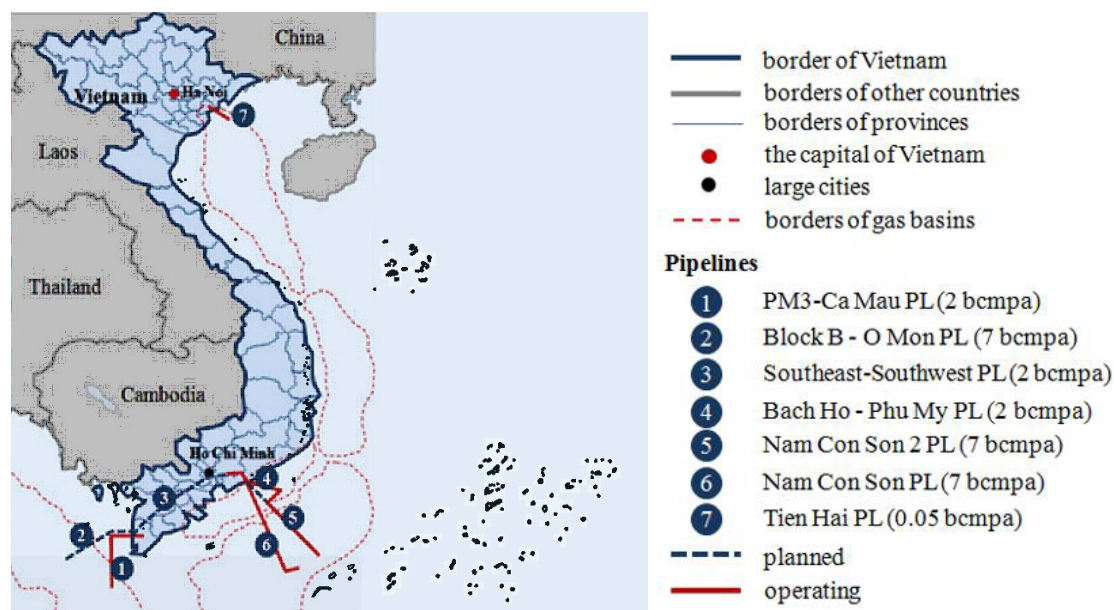 China
Vietnam
Ha Noi
7
Laos
Thailand
Cambodia
Ho Chi Minh
4
3
5
2
6
1
border of Vietnam
borders of other countries
borders of provinces
the capital of Vietnam
large cities
borders of gas basins
Pipelines
1 PM3-Ca Mau PL (2 bcmpa)
2 Block B - O Mon PL (7 bcmpa)
3 Southeast-Southwest PL (2 bcmpa)
4 Bach Ho - Phu My PL (2 bcmpa)
5 Nam Con Son 2 PL (7 bcmpa)
6 Nam Con Son PL (7 bcmpa)
7 Tien Hai PL (0.05 bcmpa)
planned
operating